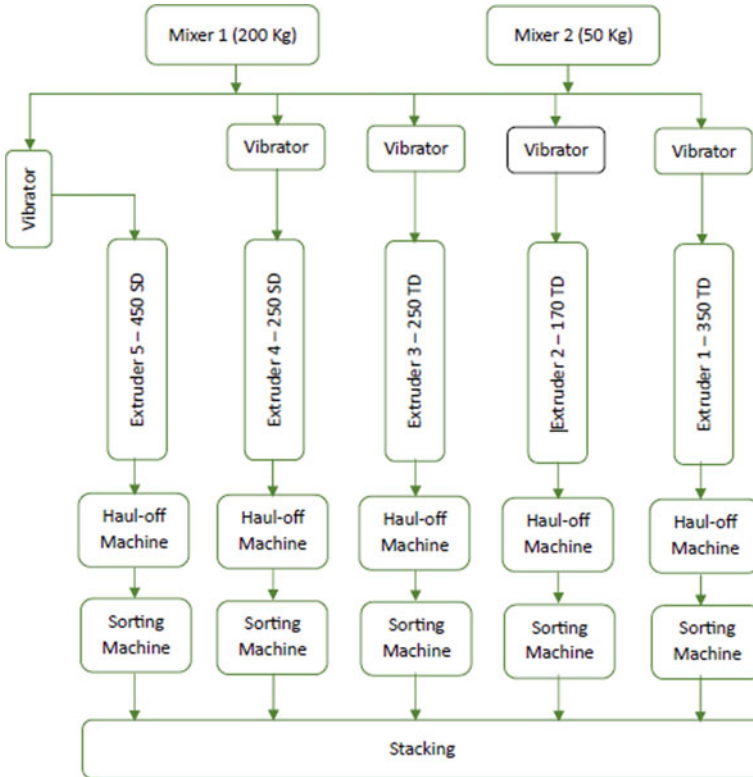 Mixer 1 (200 Kg)
Mixer 2 (50 Kg)
Vibrator
Vibrator
Vibrator
Vibrator
Vibrator
Extruder 5 – 450 SD
Extruder 4 – 250 SD
Extruder 3 – 250 TD
|Extruder 2 – 170 TD
Extruder 1 – 350 TD
Haul-off
Machine
Haul-off
Machine
Haul-off
Machine
Haul-off
Machine
Haul-off
Machine
Sorting
Machine
Sorting
Machine
Sorting
Machine
Sorting
Machine
Sorting
Machine
Stacking